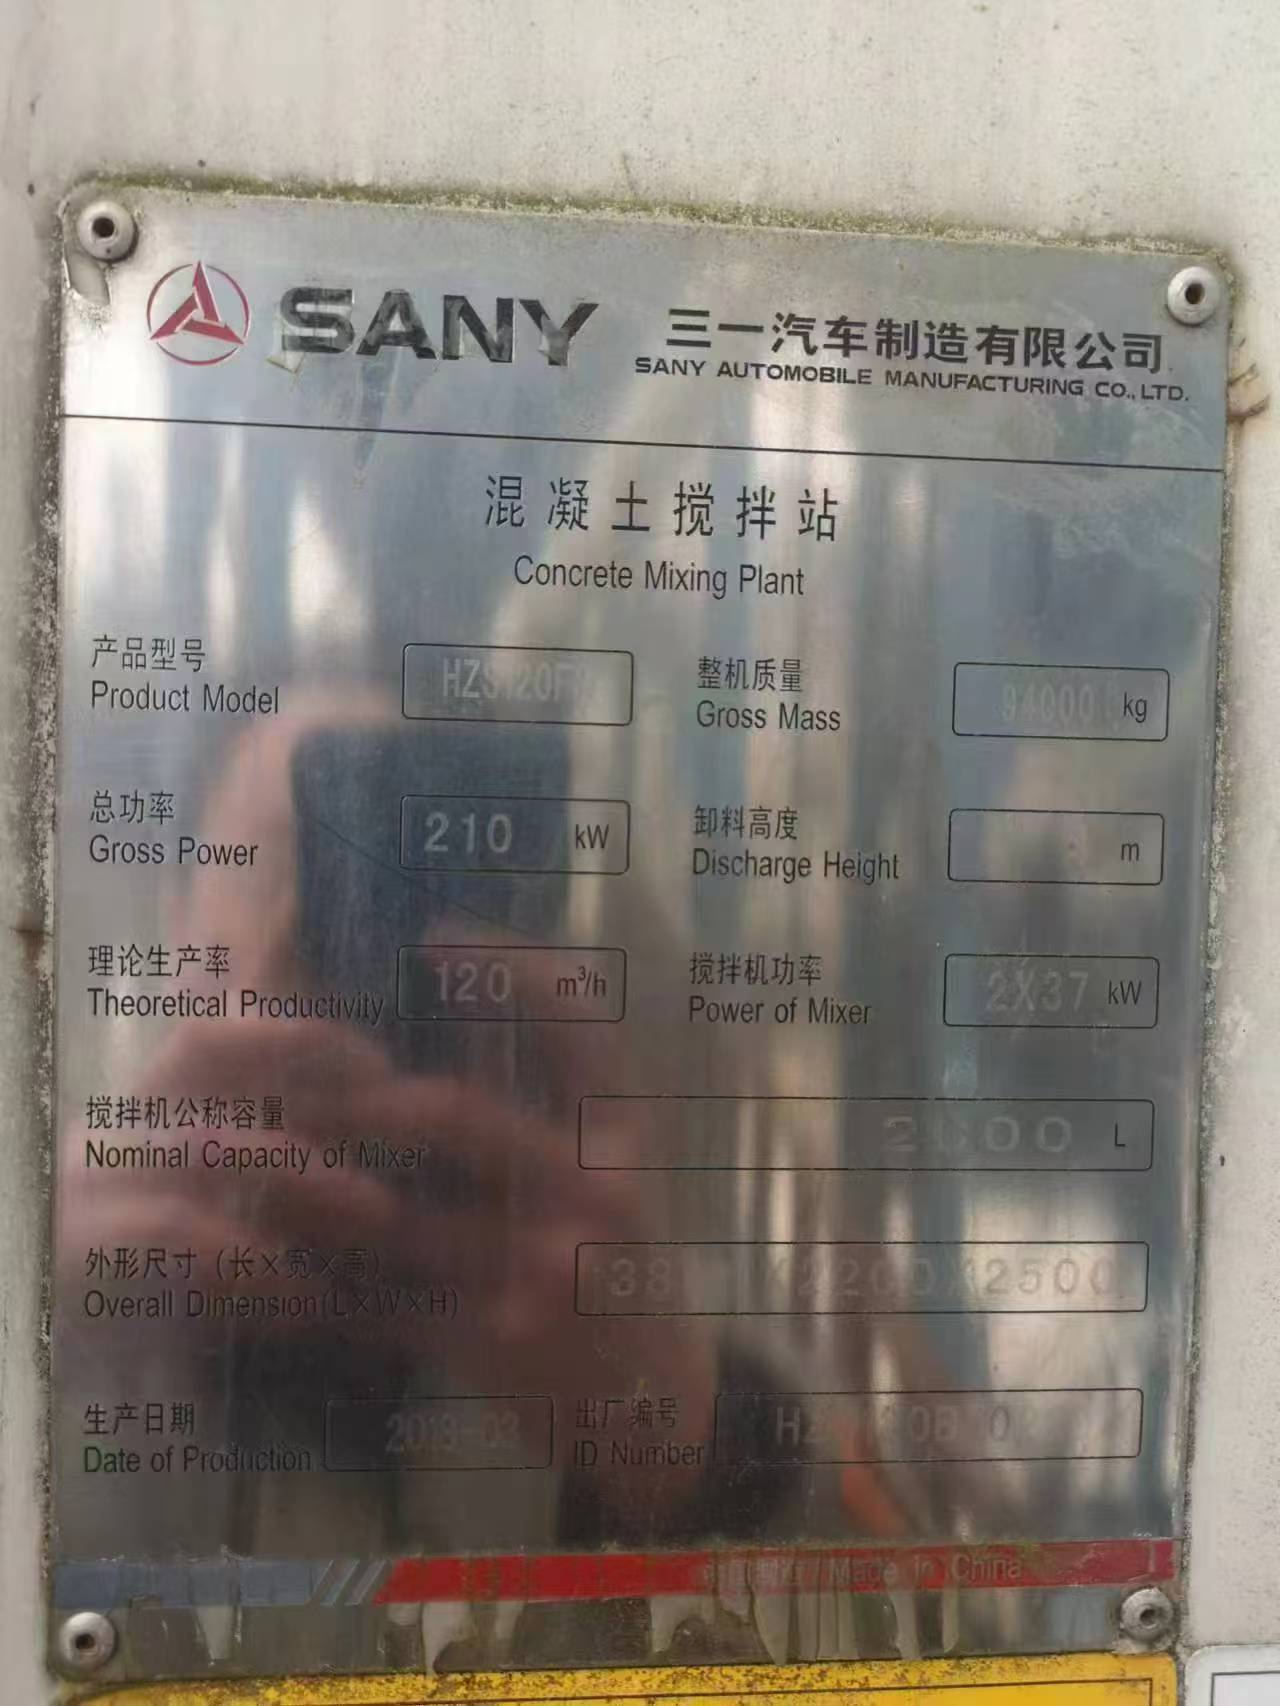 SANY 三一汽车制造有限公司
SANY AUTOMOBILE MANUFACTURING CO., LTD.
混凝土搅拌站
Concrete Mixing Plant
产品型号
Product Model
整机质量
Gross Mass
94000 kg
总功率
Gross Power
210 kW
卸料高度
Discharge Height
m
理论生产率
Theoretical Productivity
120 m³/h
搅拌机功率
Power of Mixer
2X37 kW
搅拌机公称容量
Nominal Capacity of Mixer
L
外形尺寸(长×宽×高)
Overall Dimension(L×W×H)
生产日期
Date of Production
出厂编号
ID Number
中国制造 / Made in China